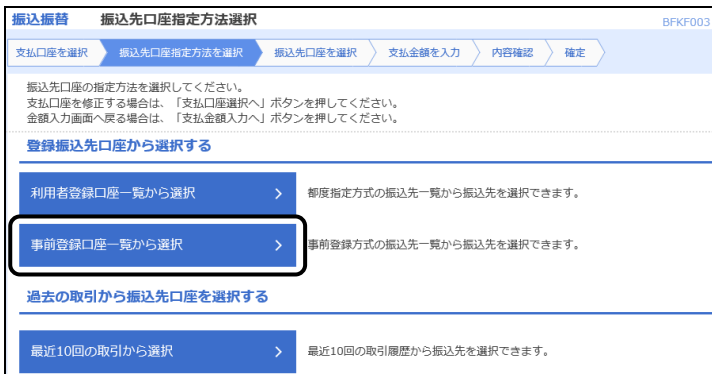 振込振替 振込先口座指定方法選択 BFKF003
支払口座を選択 振込先口座指定方法を選択 振込先口座を選択 支払金額を入力 内容確認 確定
振込先口座の指定方法を選択してください。
支払口座を修正する場合は、「支払口座選択へ」ボタンを押してください。
金額入力画面へ戻る場合は、「支払金額入力へ」ボタンを押してください。
登録振込先口座から選択する
利用者登録口座一覧から選択 都度指定方式の振込先一覧から振込先を選択できます。
事前登録口座一覧から選択 事前登録方式の振込先一覧から振込先を選択できます。
過去の取引から振込先口座を選択する
最近10回の取引から選択 最近10回の取引履歴から振込先を選択できます。